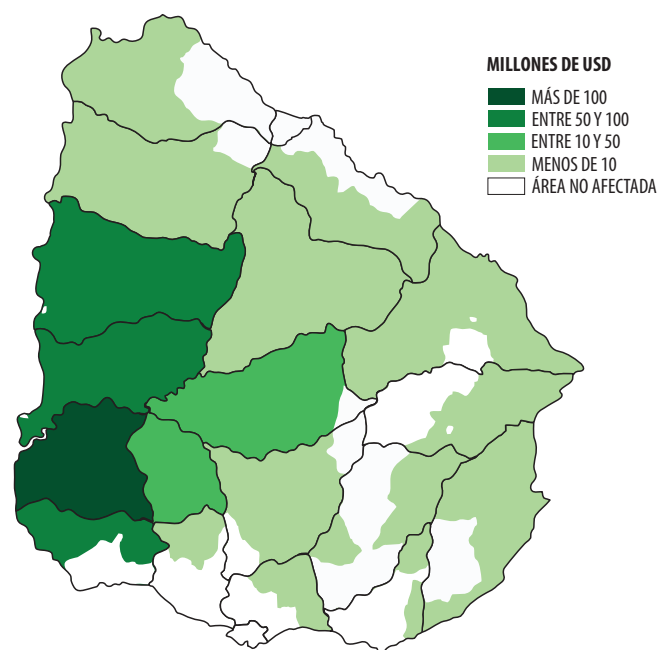 MILLONES DE USD
MÁS DE 100
ENTRE 50 Y 100
ENTRE 10 Y 50
MENOS DE 10
ÁREA NO AFECTADA